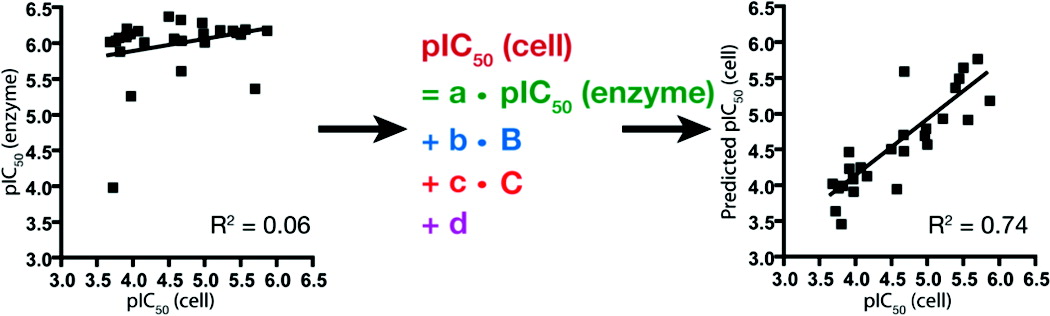 6.5
6.0
5.5
5.0
4.5
4.0
3.5
3.0
pIC50 (enzyme)
R2 = 0.06
3.0 3.5 4.0 4.5 5.0 5.5 6.0 6.5
pIC50 (cell)
pIC50 (cell)
= a • pIC50 (enzyme)
+ b • B
+ c • C
+ d
6.5
6.0
5.5
5.0
4.5
4.0
3.5
3.0
Predicted pIC50 (cell)
R2 = 0.74
3.0 3.5 4.0 4.5 5.0 5.5 6.0 6.5
pIC50 (cell)